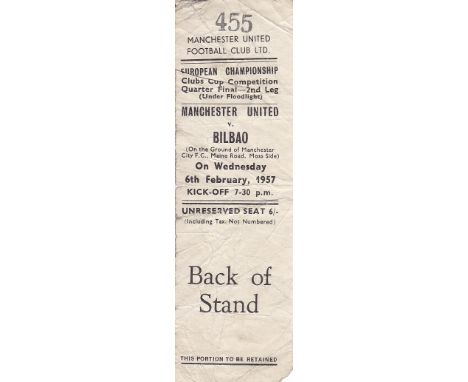 455
MANCHESTER UNITED
FOOTBALL CLUB LTD.
EUROPEAN CHAMPIONSHIP
Clubs Cup Competition
Quarter Final—2nd Leg
(Under Floodlight)
MANCHESTER UNITED
v.
BILBAO
(On the Ground of Manchester
City F.C., Maine Road, Moss Side)
On Wednesday
6th February, 1957
KICK-OFF 7-30 p.m.
UNRESERVED SEAT 6/-
(Including Tax. Not Numbered)
Back of
Stand
THIS PORTION TO BE RETAINED